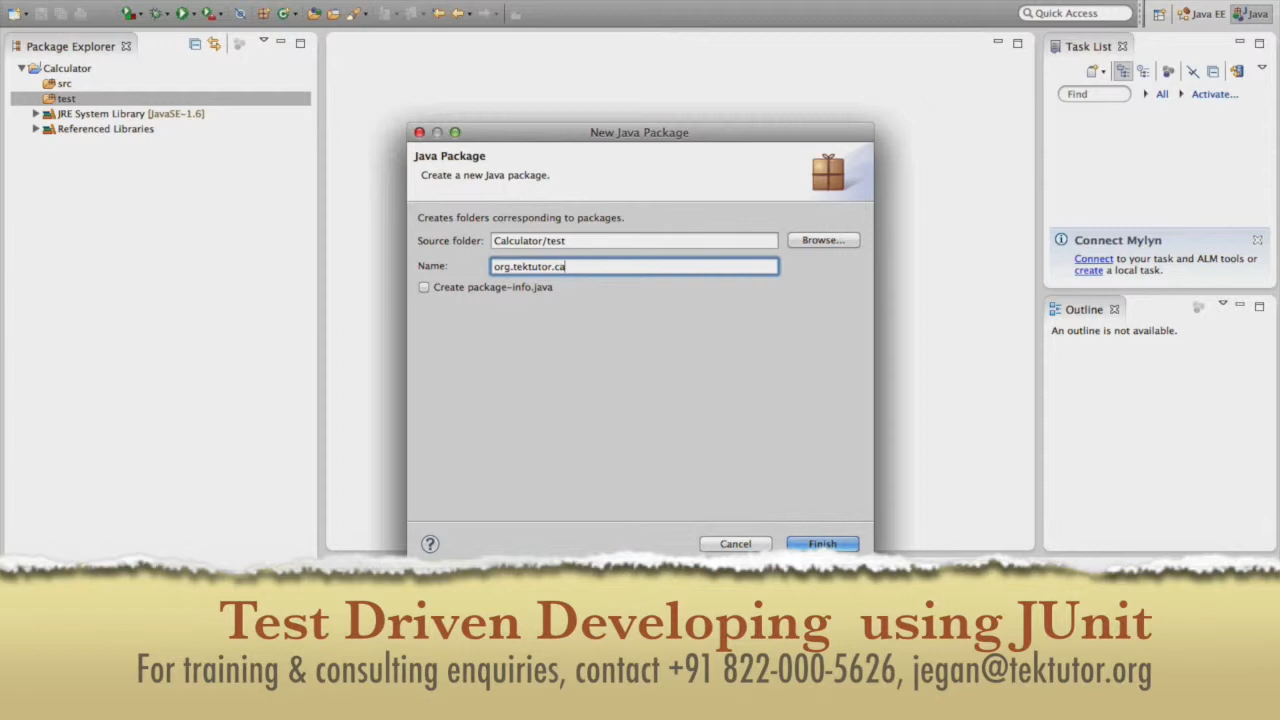 Quick Access
Java EE
Java
Package Explorer
Calculator
src
test
JRE System Library [JavaSE-1.6]
Referenced Libraries
New Java Package
Java Package
Create a new Java package.
Creates folders corresponding to packages.
Source folder: Calculator/test Browse...
Name: org.tektutor.ca
Create package-info.java
? Cancel Finish
Task List
Find All Activate...
Connect Mylyn
Connect to your task and ALM tools or
create a local task.
Outline
An outline is not available.
Test Driven Developing using JUnit
For training & consulting enquiries, contact +91 822-000-5626, jegan@tektutor.org